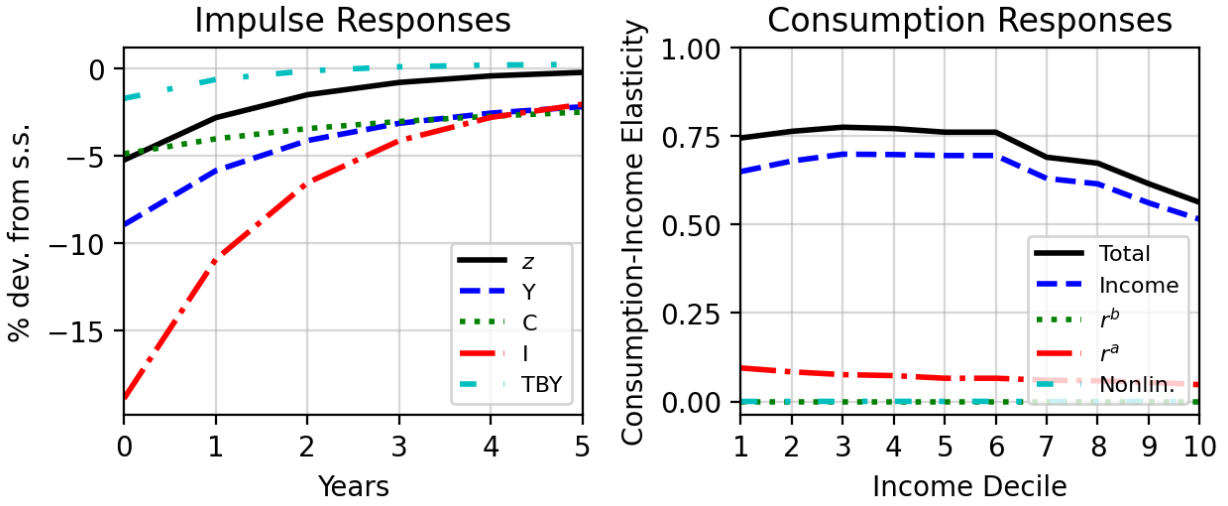 Impulse Responses
% dev. from s.s.
0
−5
−10
−15
z
Y
C
I
TBY
0 1 2 3 4 5
Years
Consumption Responses
Consumption-Income Elasticity
1.00
0.75
0.50
0.25
0.00
Total
Income
r^b
r^a
Nonlin.
1 2 3 4 5 6 7 8 9 10
Income Decile